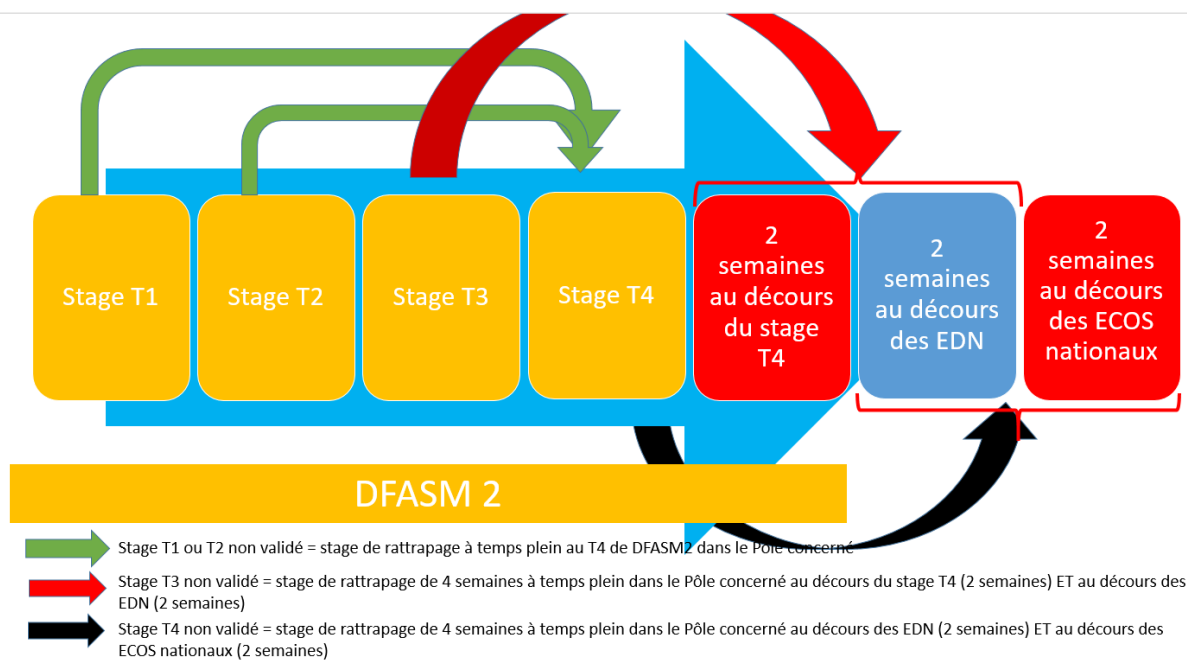 Stage T1
Stage T2
Stage T3
Stage T4
2
semaines
au décours
du stage
T4
2
semaines
au décours
des EDN
2
semaines
au décours
des ECOS
nationaux
DFASM 2
Stage T1 ou T2 non validé = stage de rattrapage à temps plein au T4 de DFASM2 dans le Pôle concerné
Stage T3 non validé = stage de rattrapage de 4 semaines à temps plein dans le Pôle concerné au décours du stage T4 (2 semaines) ET au décours des
EDN (2 semaines)
Stage T4 non validé = stage de rattrapage de 4 semaines à temps plein dans le Pôle concerné au décours des EDN (2 semaines) ET au décours des
ECOS nationaux (2 semaines)